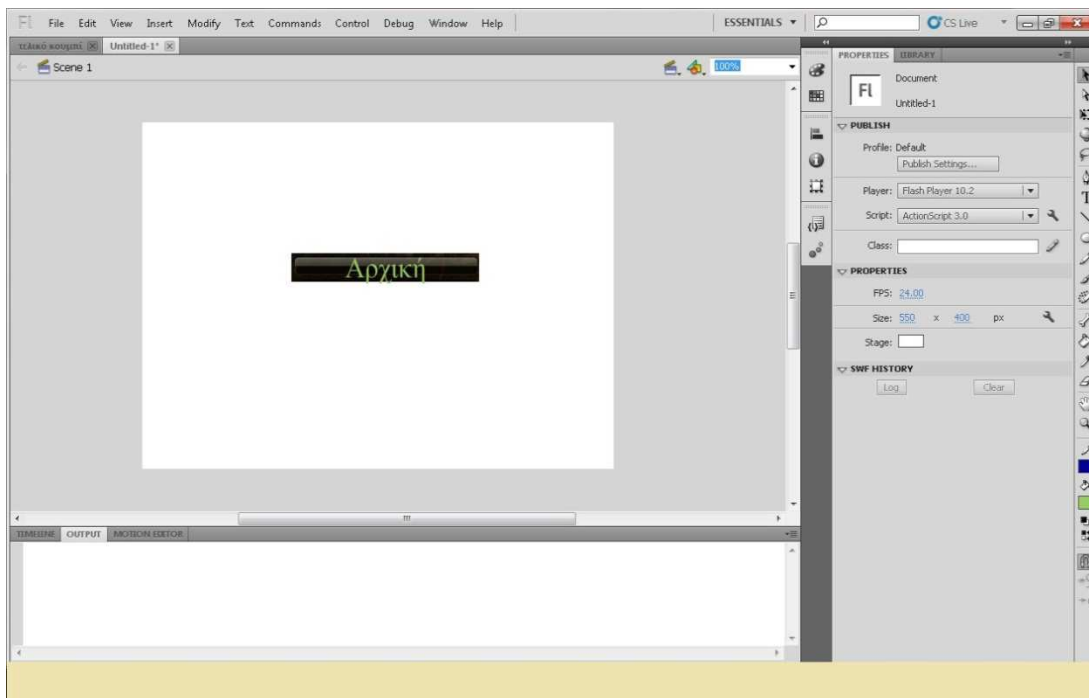 Fl File Edit View Insert Modify Text Commands Control Debug Window Help ESSENTIALS CS Live
τελικό κουμπί Untitled-1*
Scene 1 100%
Αρχική
TIMELINE OUTPUT MOTION EDITOR
PROPERTIES LIBRARY
Fl Document
Untitled-1
PUBLISH
Profile: Default
Publish Settings...
Player: Flash Player 10.2
Script: ActionScript 3.0
Class:
PROPERTIES
FPS: 24.00
Size: 550 x 400 px
Stage:
SWF HISTORY
Log Clear